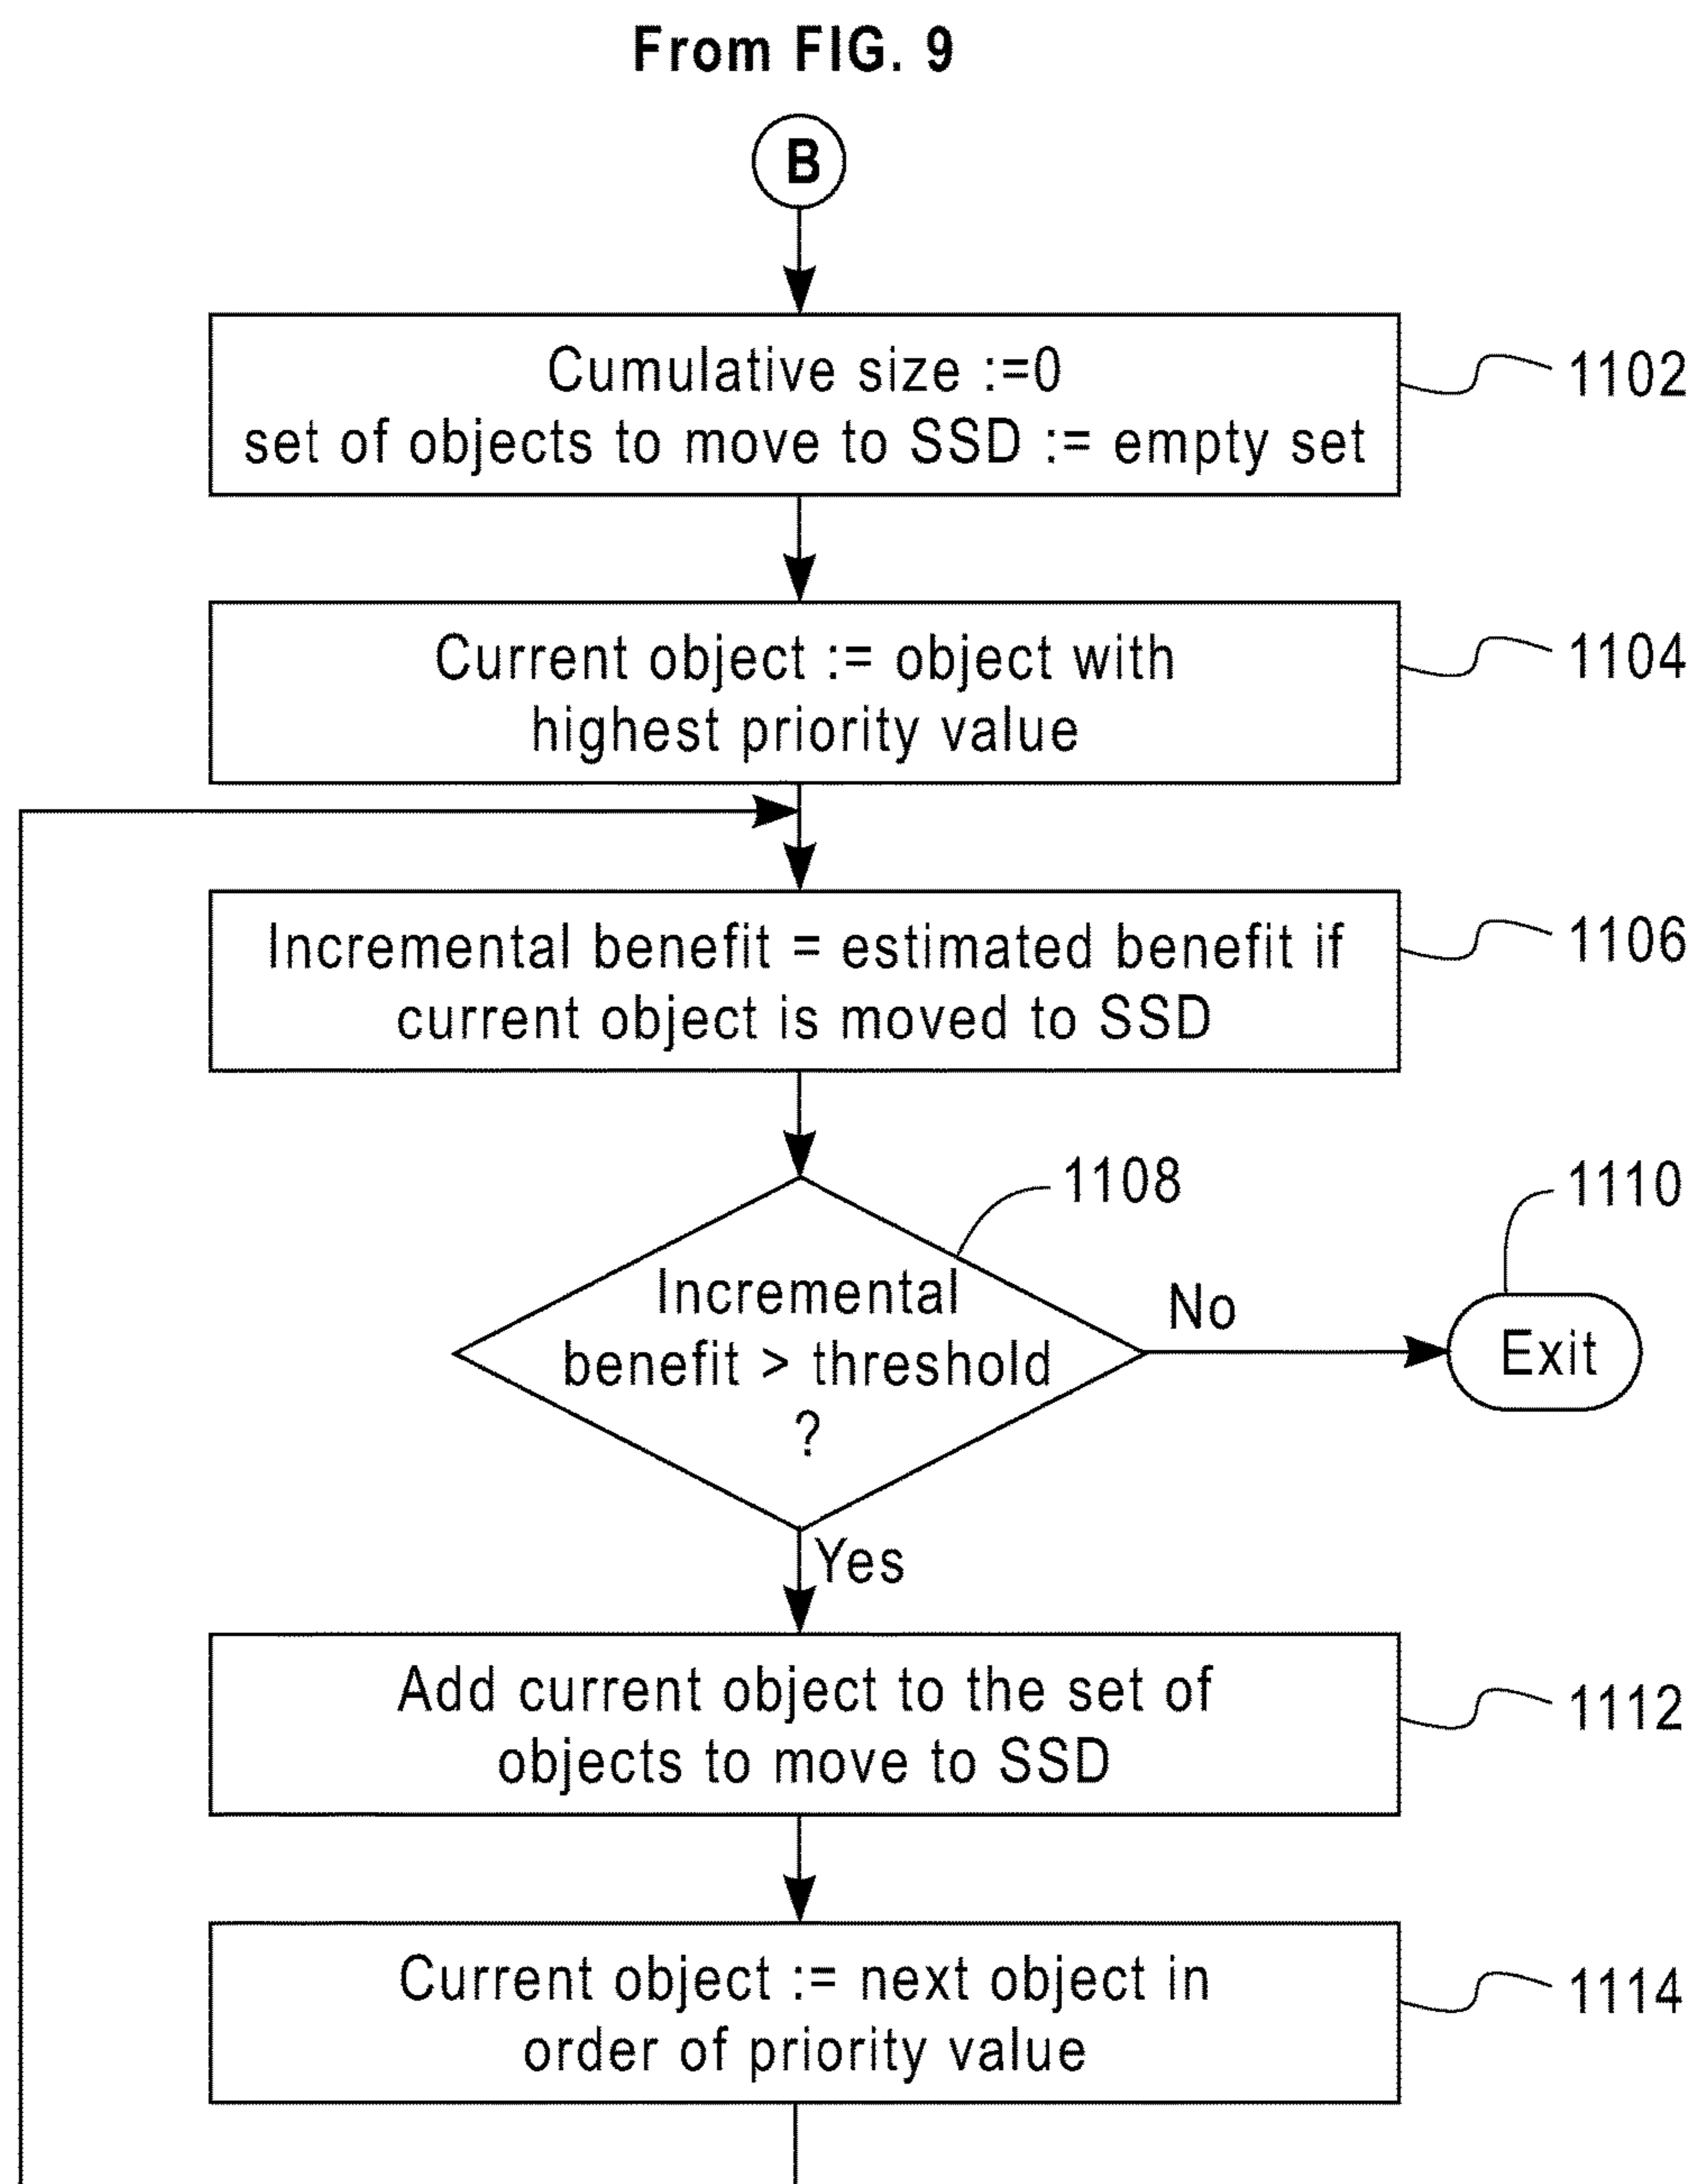 From FIG. 9
B
Cumulative size :=0
set of objects to move to SSD := empty set
1102
Current object := object with
highest priority value
1104
Incremental benefit = estimated benefit if
current object is moved to SSD
1106
1108
1110
Incremental
benefit > threshold
?
No
Exit
Yes
Add current object to the set of
objects to move to SSD
1112
Current object := next object in
order of priority value
1114